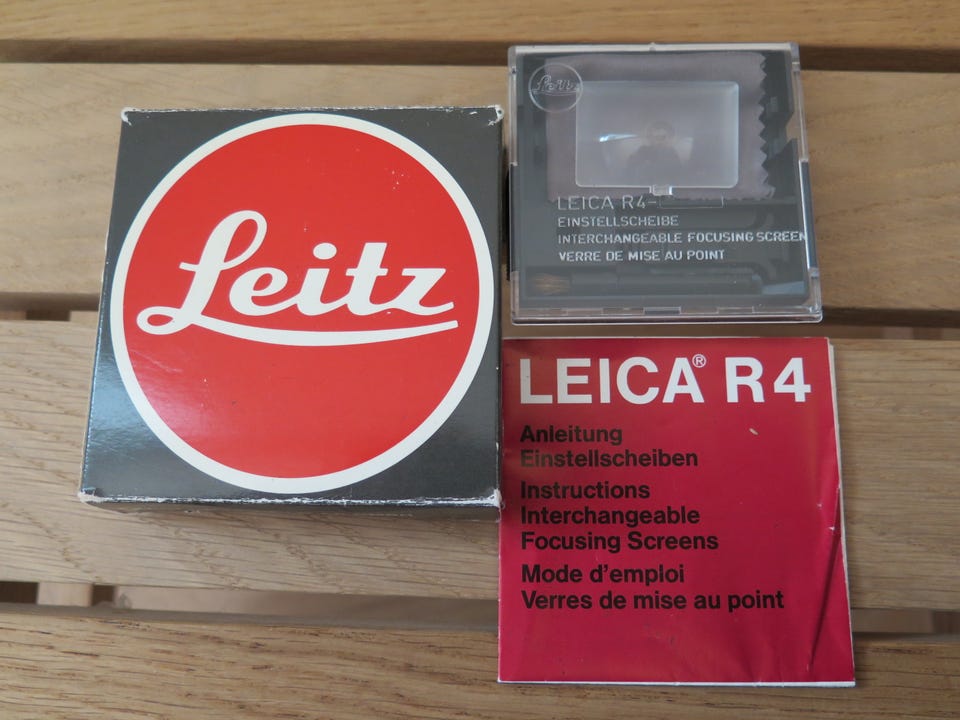 Leitz
Leitz
LEICA R4-
EINSTELLSCHEIBE
INTERCHANGEABLE FOCUSING SCREEN
VERRE DE MISE AU POINT
LEICA® R4
Anleitung
Einstellscheiben
Instructions
Interchangeable
Focusing Screens
Mode d'emploi
Verres de mise au point